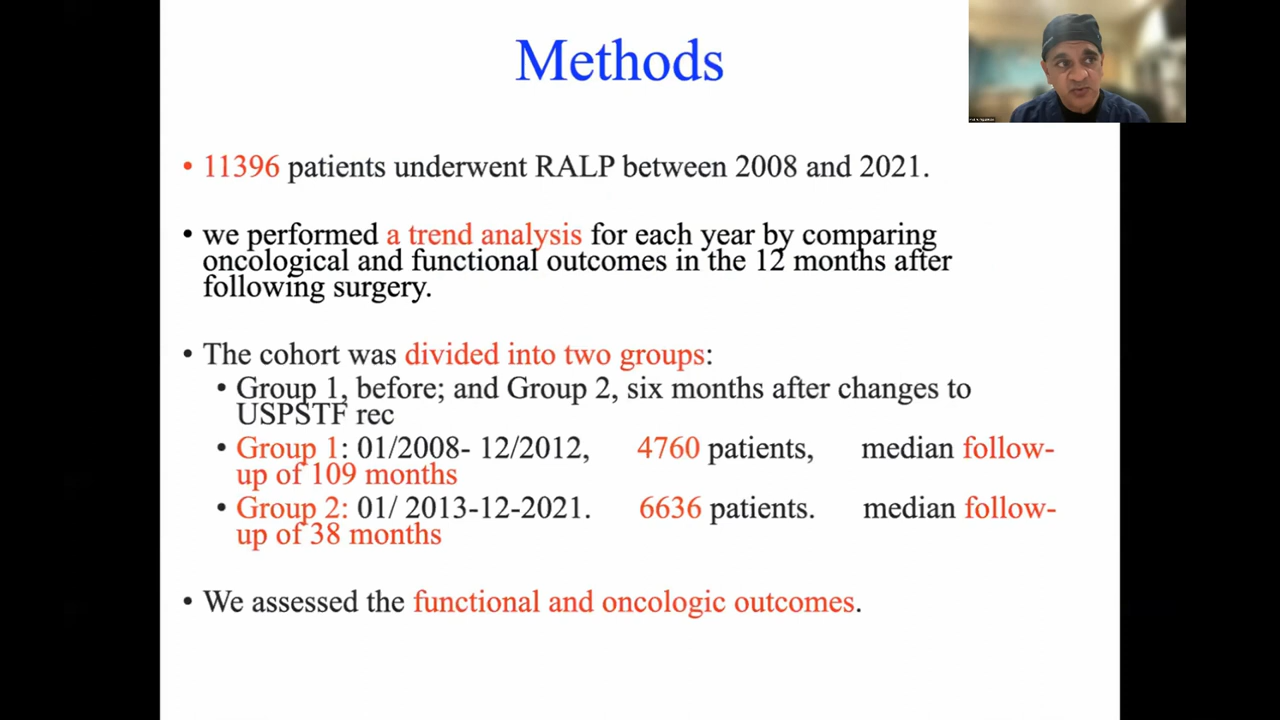 Methods
• 11396 patients underwent RALP between 2008 and 2021.
• we performed a trend analysis for each year by comparing
oncological and functional outcomes in the 12 months after
following surgery.
• The cohort was divided into two groups:
• Group 1, before; and Group 2, six months after changes to
USPSTF rec
• Group 1: 01/2008- 12/2012, 4760 patients, median follow-
up of 109 months
• Group 2: 01/ 2013-12-2021. 6636 patients. median follow-
up of 38 months
• We assessed the functional and oncologic outcomes.